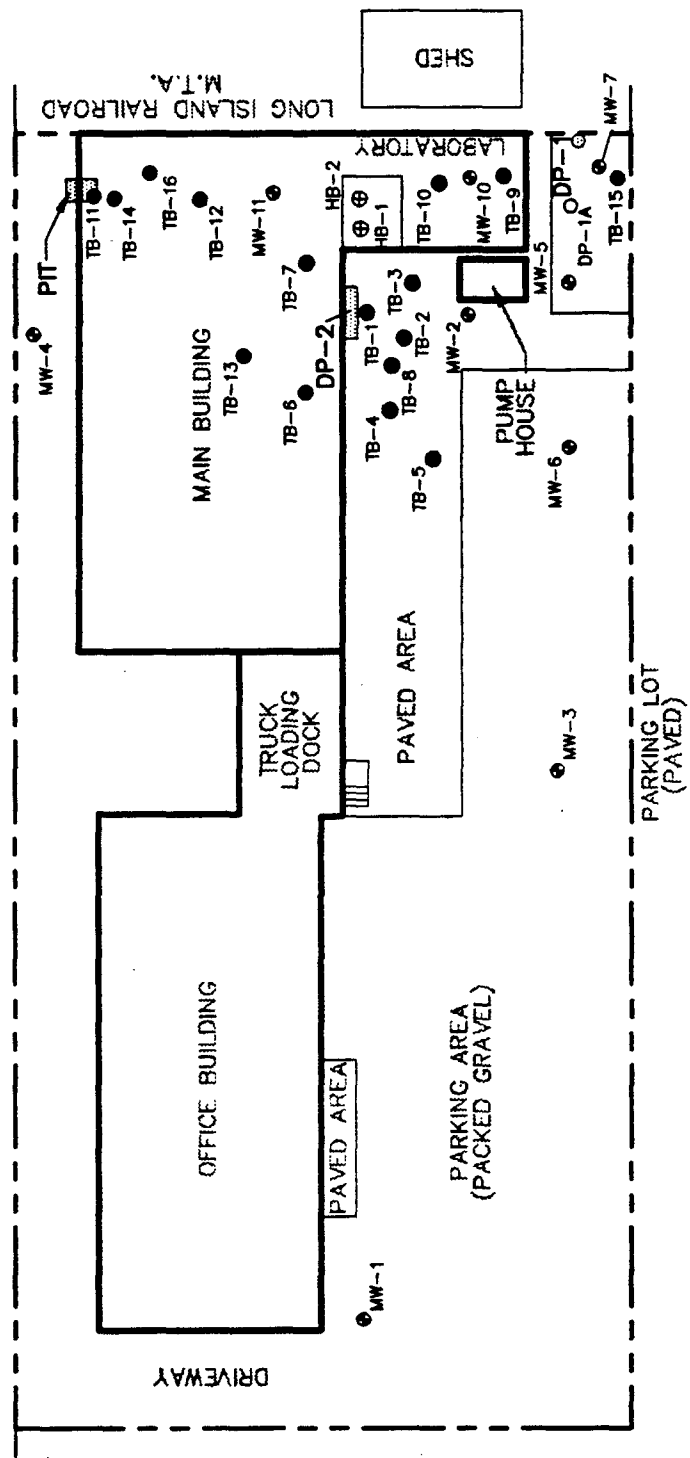 SHED
LONG ISLAND RAILROAD
M.T.A.
LABORATORY
PIT
TB-11
TB-14
TB-16
TB-12
MW-11
HB-2
HB-1
TB-10
MW-10
TB-9
DP-1
MW-7
DP-1A
TB-15
MW-4
TB-7
DP-2
TB-13
TB-6
TB-1
TB-3
TB-2
TB-8
TB-4
TB-5
MW-2
MW-5
PUMP
HOUSE
MW-6
MAIN BUILDING
TRUCK
LOADING
DOCK
PAVED AREA
MW-3
PARKING LOT
(PAVED)
OFFICE BUILDING
PAVED AREA
PARKING AREA
(PACKED GRAVEL)
MW-1
DRIVEWAY